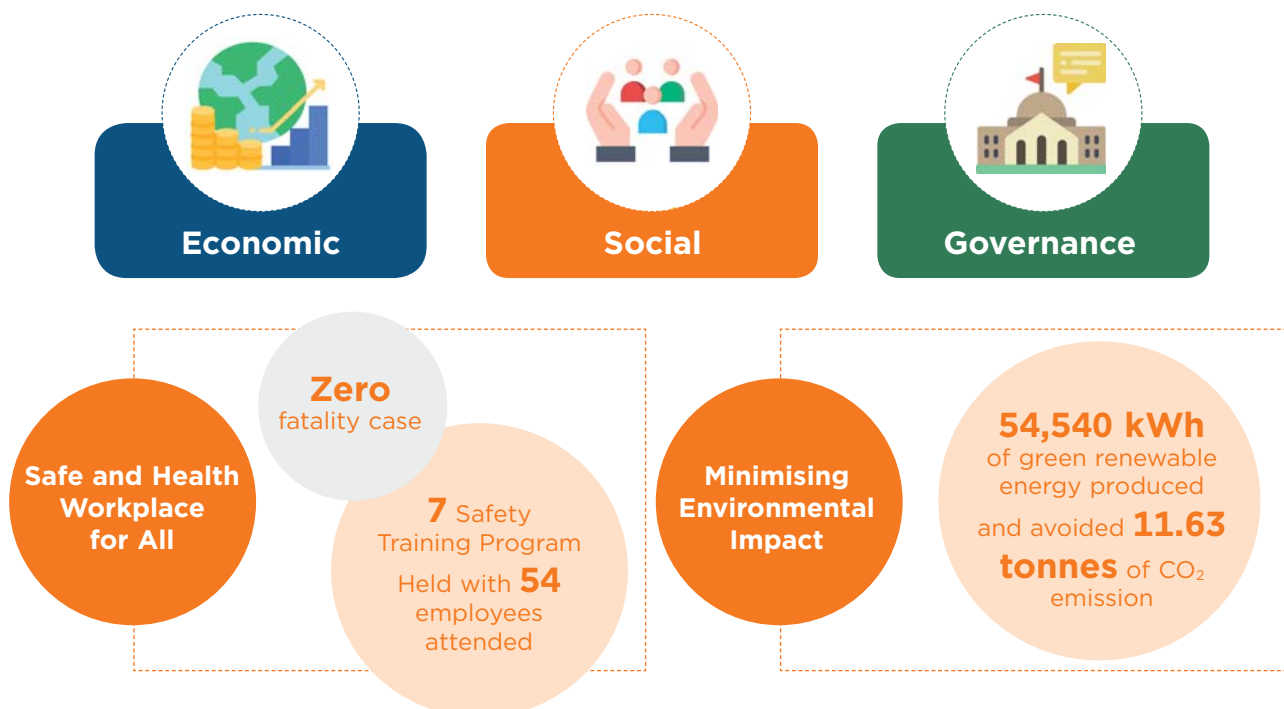 Economic
Social
Governance
Safe and Health
Workplace
for All
Zero
fatality case
7 Safety
Training Program
Held with 54
employees
attended
Minimising
Environmental
Impact
54,540 kWh
of green renewable
energy produced
and avoided 11.63
tonnes of CO₂
emission